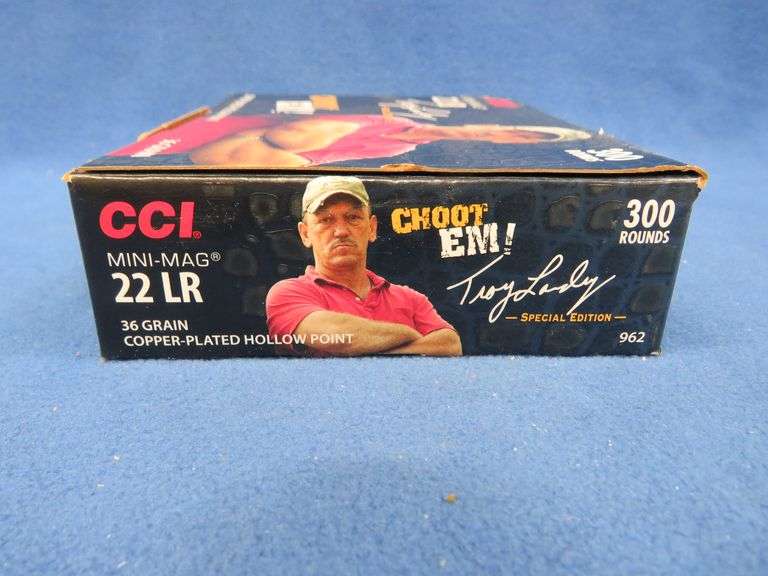 300
CCI®
MINI-MAG®
22 LR
36 GRAIN
COPPER-PLATED HOLLOW POINT
CHOOT
EM!
Troy Landry
— SPECIAL EDITION —
300
ROUNDS
962